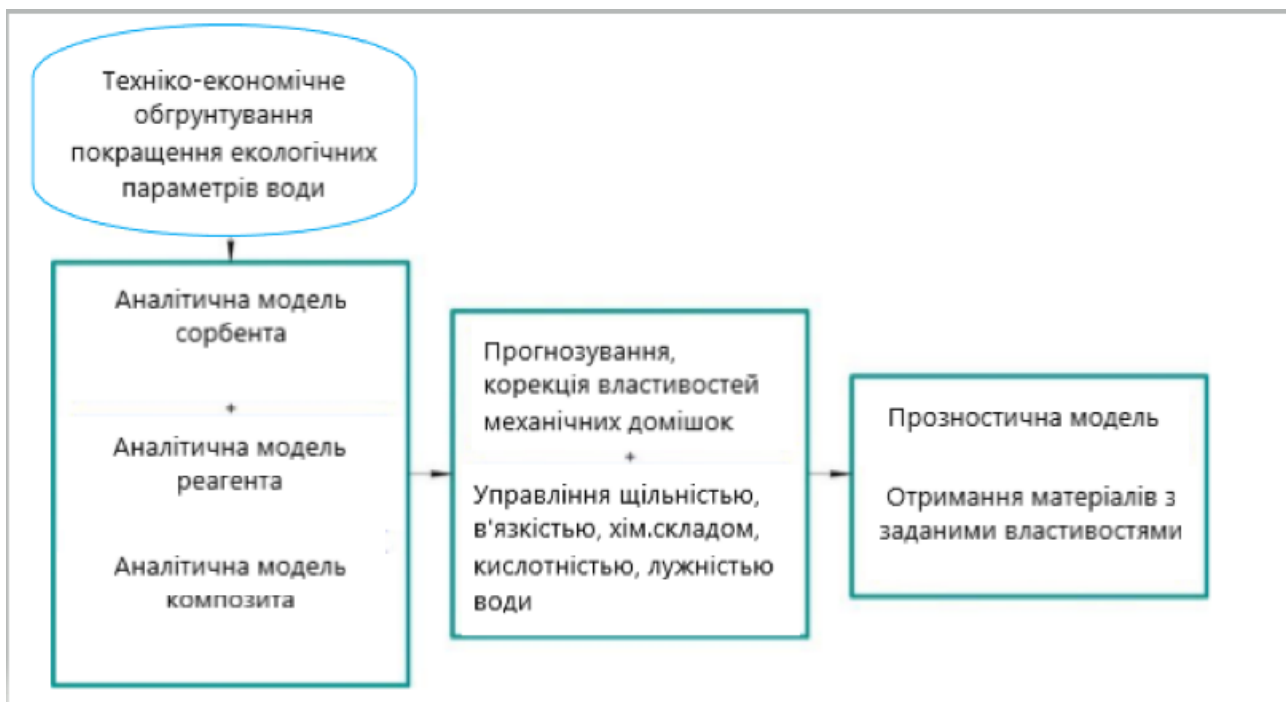 Техніко-економічне
обгрунтування
покращення екологічних
параметрів води
Аналітична модель
сорбента
+
Аналітична модель
реагента
Аналітична модель
композита
Прогнозування,
корекція властивостей
механічних домішок
+
Управління щільністю,
в'язкістю, хім.складом,
кислотністю, лужністю
води
Прозностична модель
Отримання матеріалів з
заданими властивостями